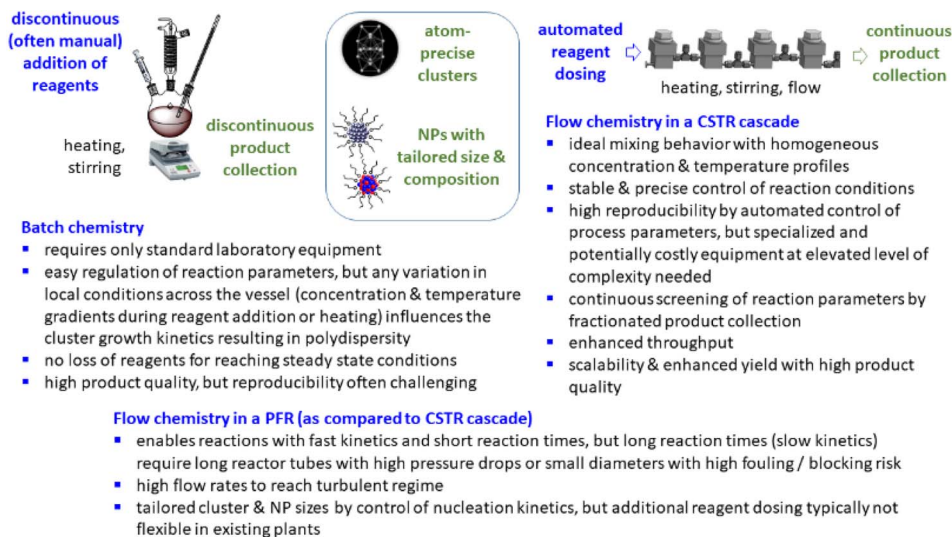 discontinuous
(often manual)
addition of
reagents
heating,
stirring
discontinuous
product
collection
atom-
precise
clusters
NPs with
tailored size &
composition
automated
reagent
dosing
heating, stirring, flow
continuous
product
collection
Batch chemistry
▪ requires only standard laboratory equipment
▪ easy regulation of reaction parameters, but any variation in
local conditions across the vessel (concentration & temperature
gradients during reagent addition or heating) influences the
cluster growth kinetics resulting in polydispersity
▪ no loss of reagents for reaching steady state conditions
▪ high product quality, but reproducibility often challenging
Flow chemistry in a CSTR cascade
▪ ideal mixing behavior with homogeneous
concentration & temperature profiles
▪ stable & precise control of reaction conditions
▪ high reproducibility by automated control of
process parameters, but specialized and
potentially costly equipment at elevated level of
complexity needed
▪ continuous screening of reaction parameters by
fractionated product collection
▪ enhanced throughput
▪ scalability & enhanced yield with high product
quality
Flow chemistry in a PFR (as compared to CSTR cascade)
▪ enables reactions with fast kinetics and short reaction times, but long reaction times (slow kinetics)
require long reactor tubes with high pressure drops or small diameters with high fouling / blocking risk
▪ high flow rates to reach turbulent regime
▪ tailored cluster & NP sizes by control of nucleation kinetics, but additional reagent dosing typically not
flexible in existing plants